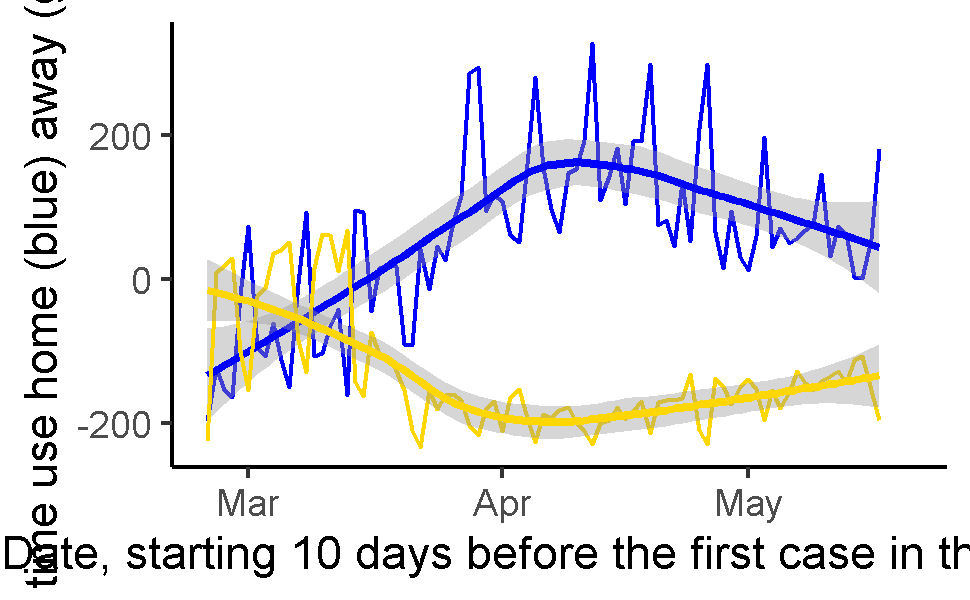 time use home (blue) away (
200
0
-200
Mar Apr May
Date, starting 10 days before the first case in th